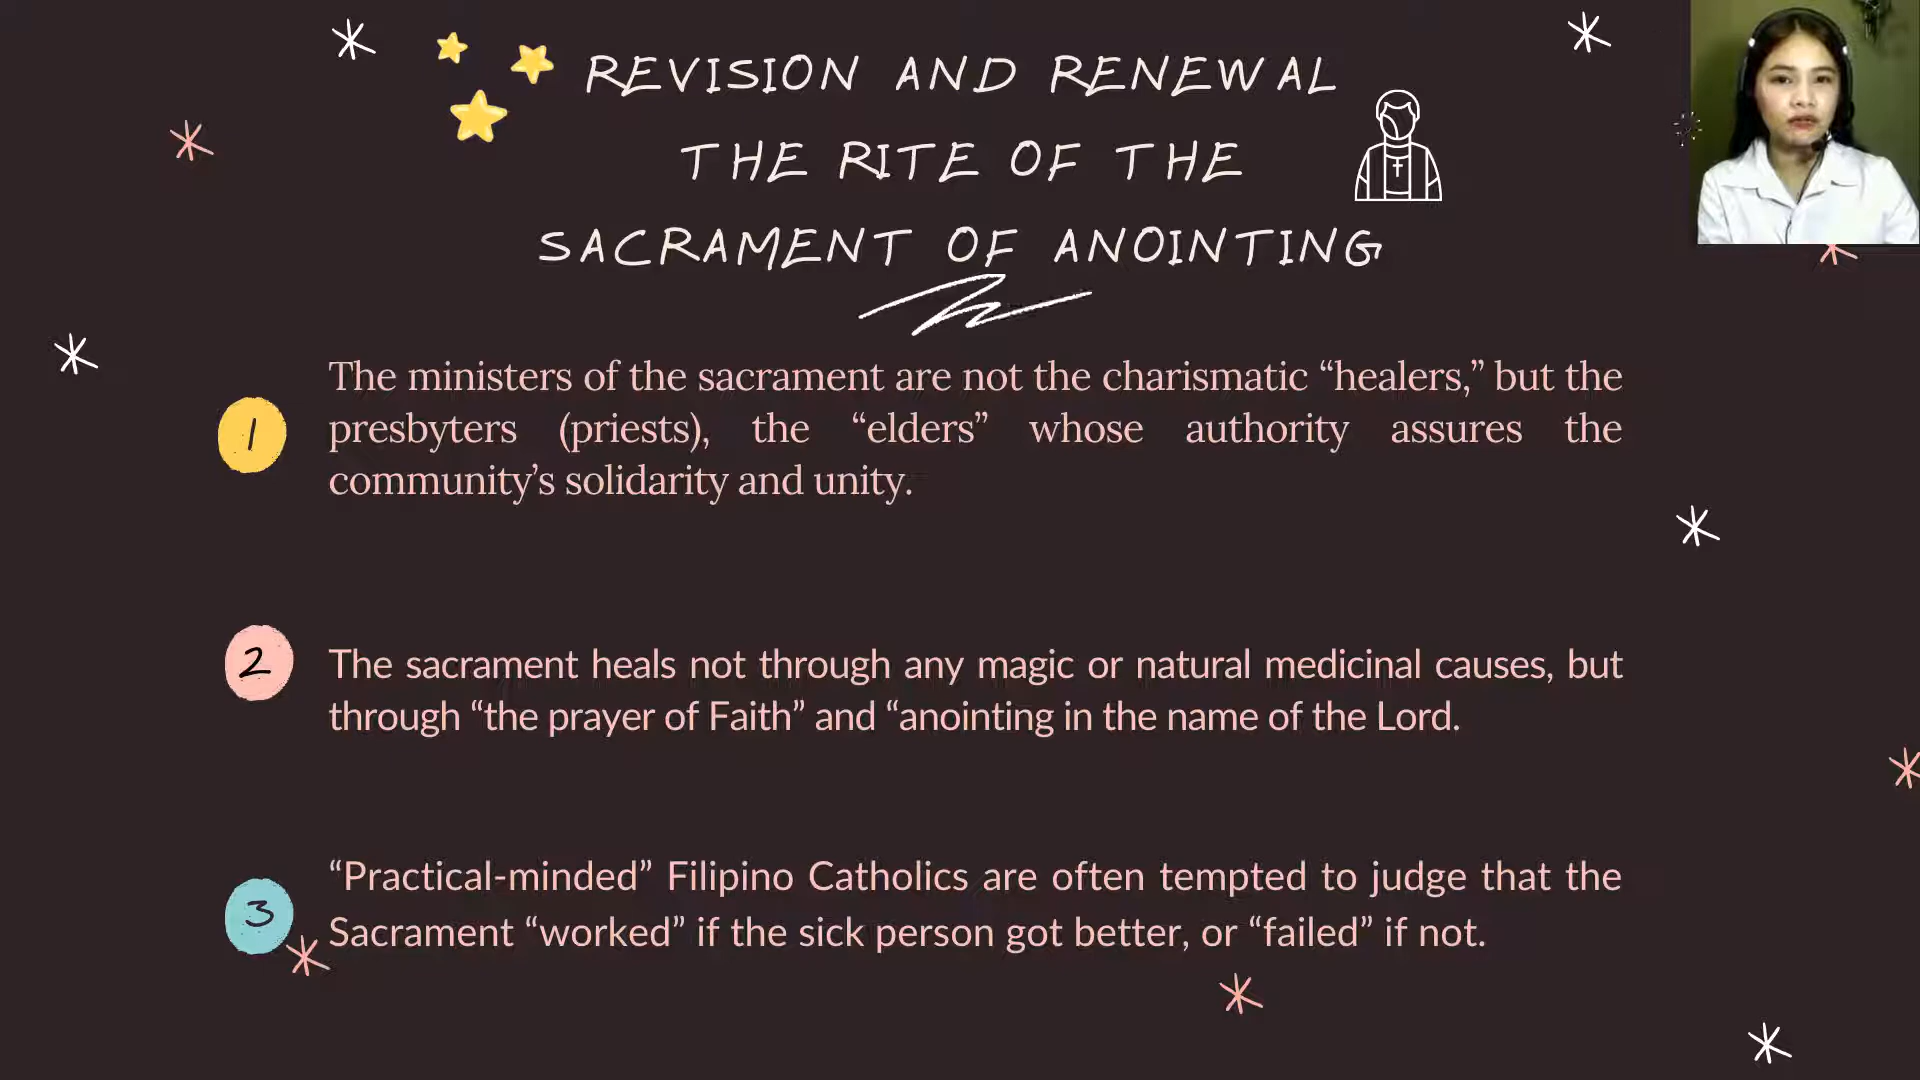 REVISION AND RENEWAL
THE RITE OF THE
SACRAMENT OF ANOINTING
1
The ministers of the sacrament are not the charismatic “healers,” but the
presbyters (priests), the “elders” whose authority assures the
community’s solidarity and unity.
2
The sacrament heals not through any magic or natural medicinal causes, but
through “the prayer of Faith” and “anointing in the name of the Lord.
3
“Practical-minded” Filipino Catholics are often tempted to judge that the
Sacrament “worked” if the sick person got better, or “failed” if not.